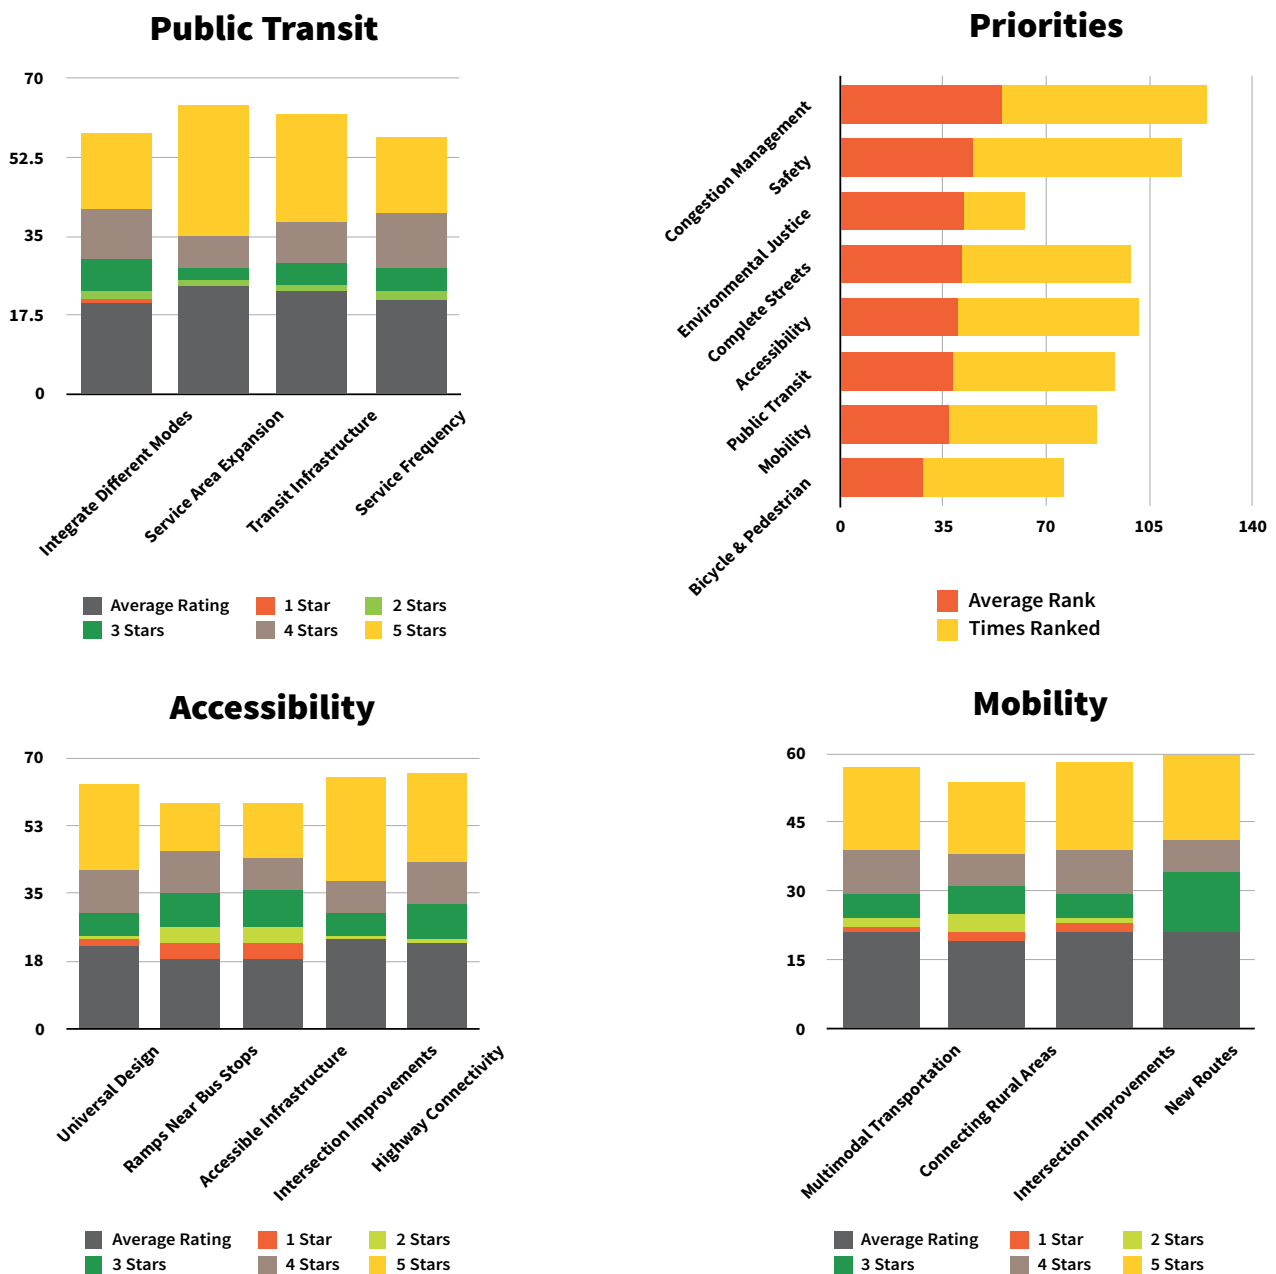 Public Transit
70
52.5
35
17.5
0
Integrate Different Modes
Service Area Expansion
Transit Infrastructure
Service Frequency
Average Rating
1 Star
2 Stars
3 Stars
4 Stars
5 Stars
Priorities
Congestion Management
Safety
Environmental Justice
Complete Streets
Accessibility
Public Transit
Mobility
Bicycle & Pedestrian
0 35 70 105 140
Average Rank
Times Ranked
Accessibility
70
53
35
18
0
Universal Design
Ramps Near Bus Stops
Accessible Infrastructure
Intersection Improvements
Highway Connectivity
Average Rating
1 Star
2 Stars
3 Stars
4 Stars
5 Stars
Mobility
60
45
30
15
0
Multimodal Transportation
Connecting Rural Areas
Intersection Improvements
New Routes
Average Rating
1 Star
2 Stars
3 Stars
4 Stars
5 Stars